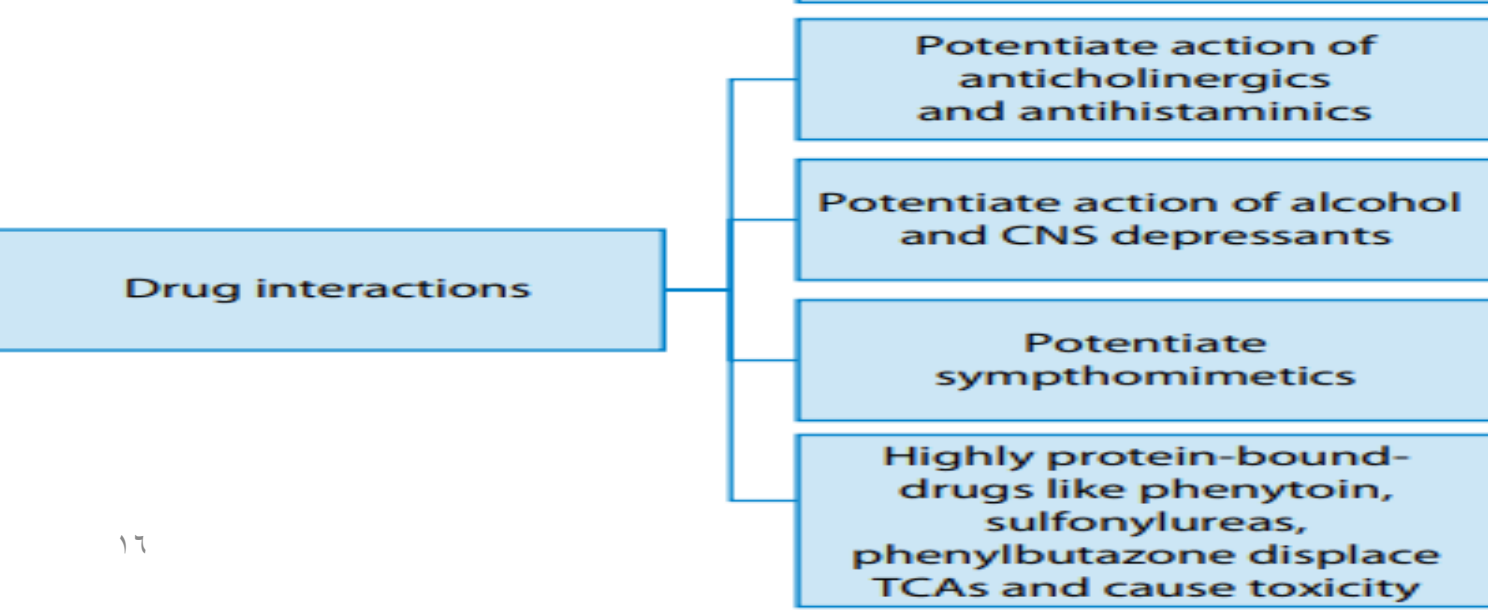 Potentiate action of
anticholinergics
and antihistaminics
Potentiate action of alcohol
and CNS depressants
Drug interactions
Potentiate
sympthomimetics
Highly protein-bound-
drugs like phenytoin,
sulfonylureas,
phenylbutazone displace
TCAs and cause toxicity
١٦